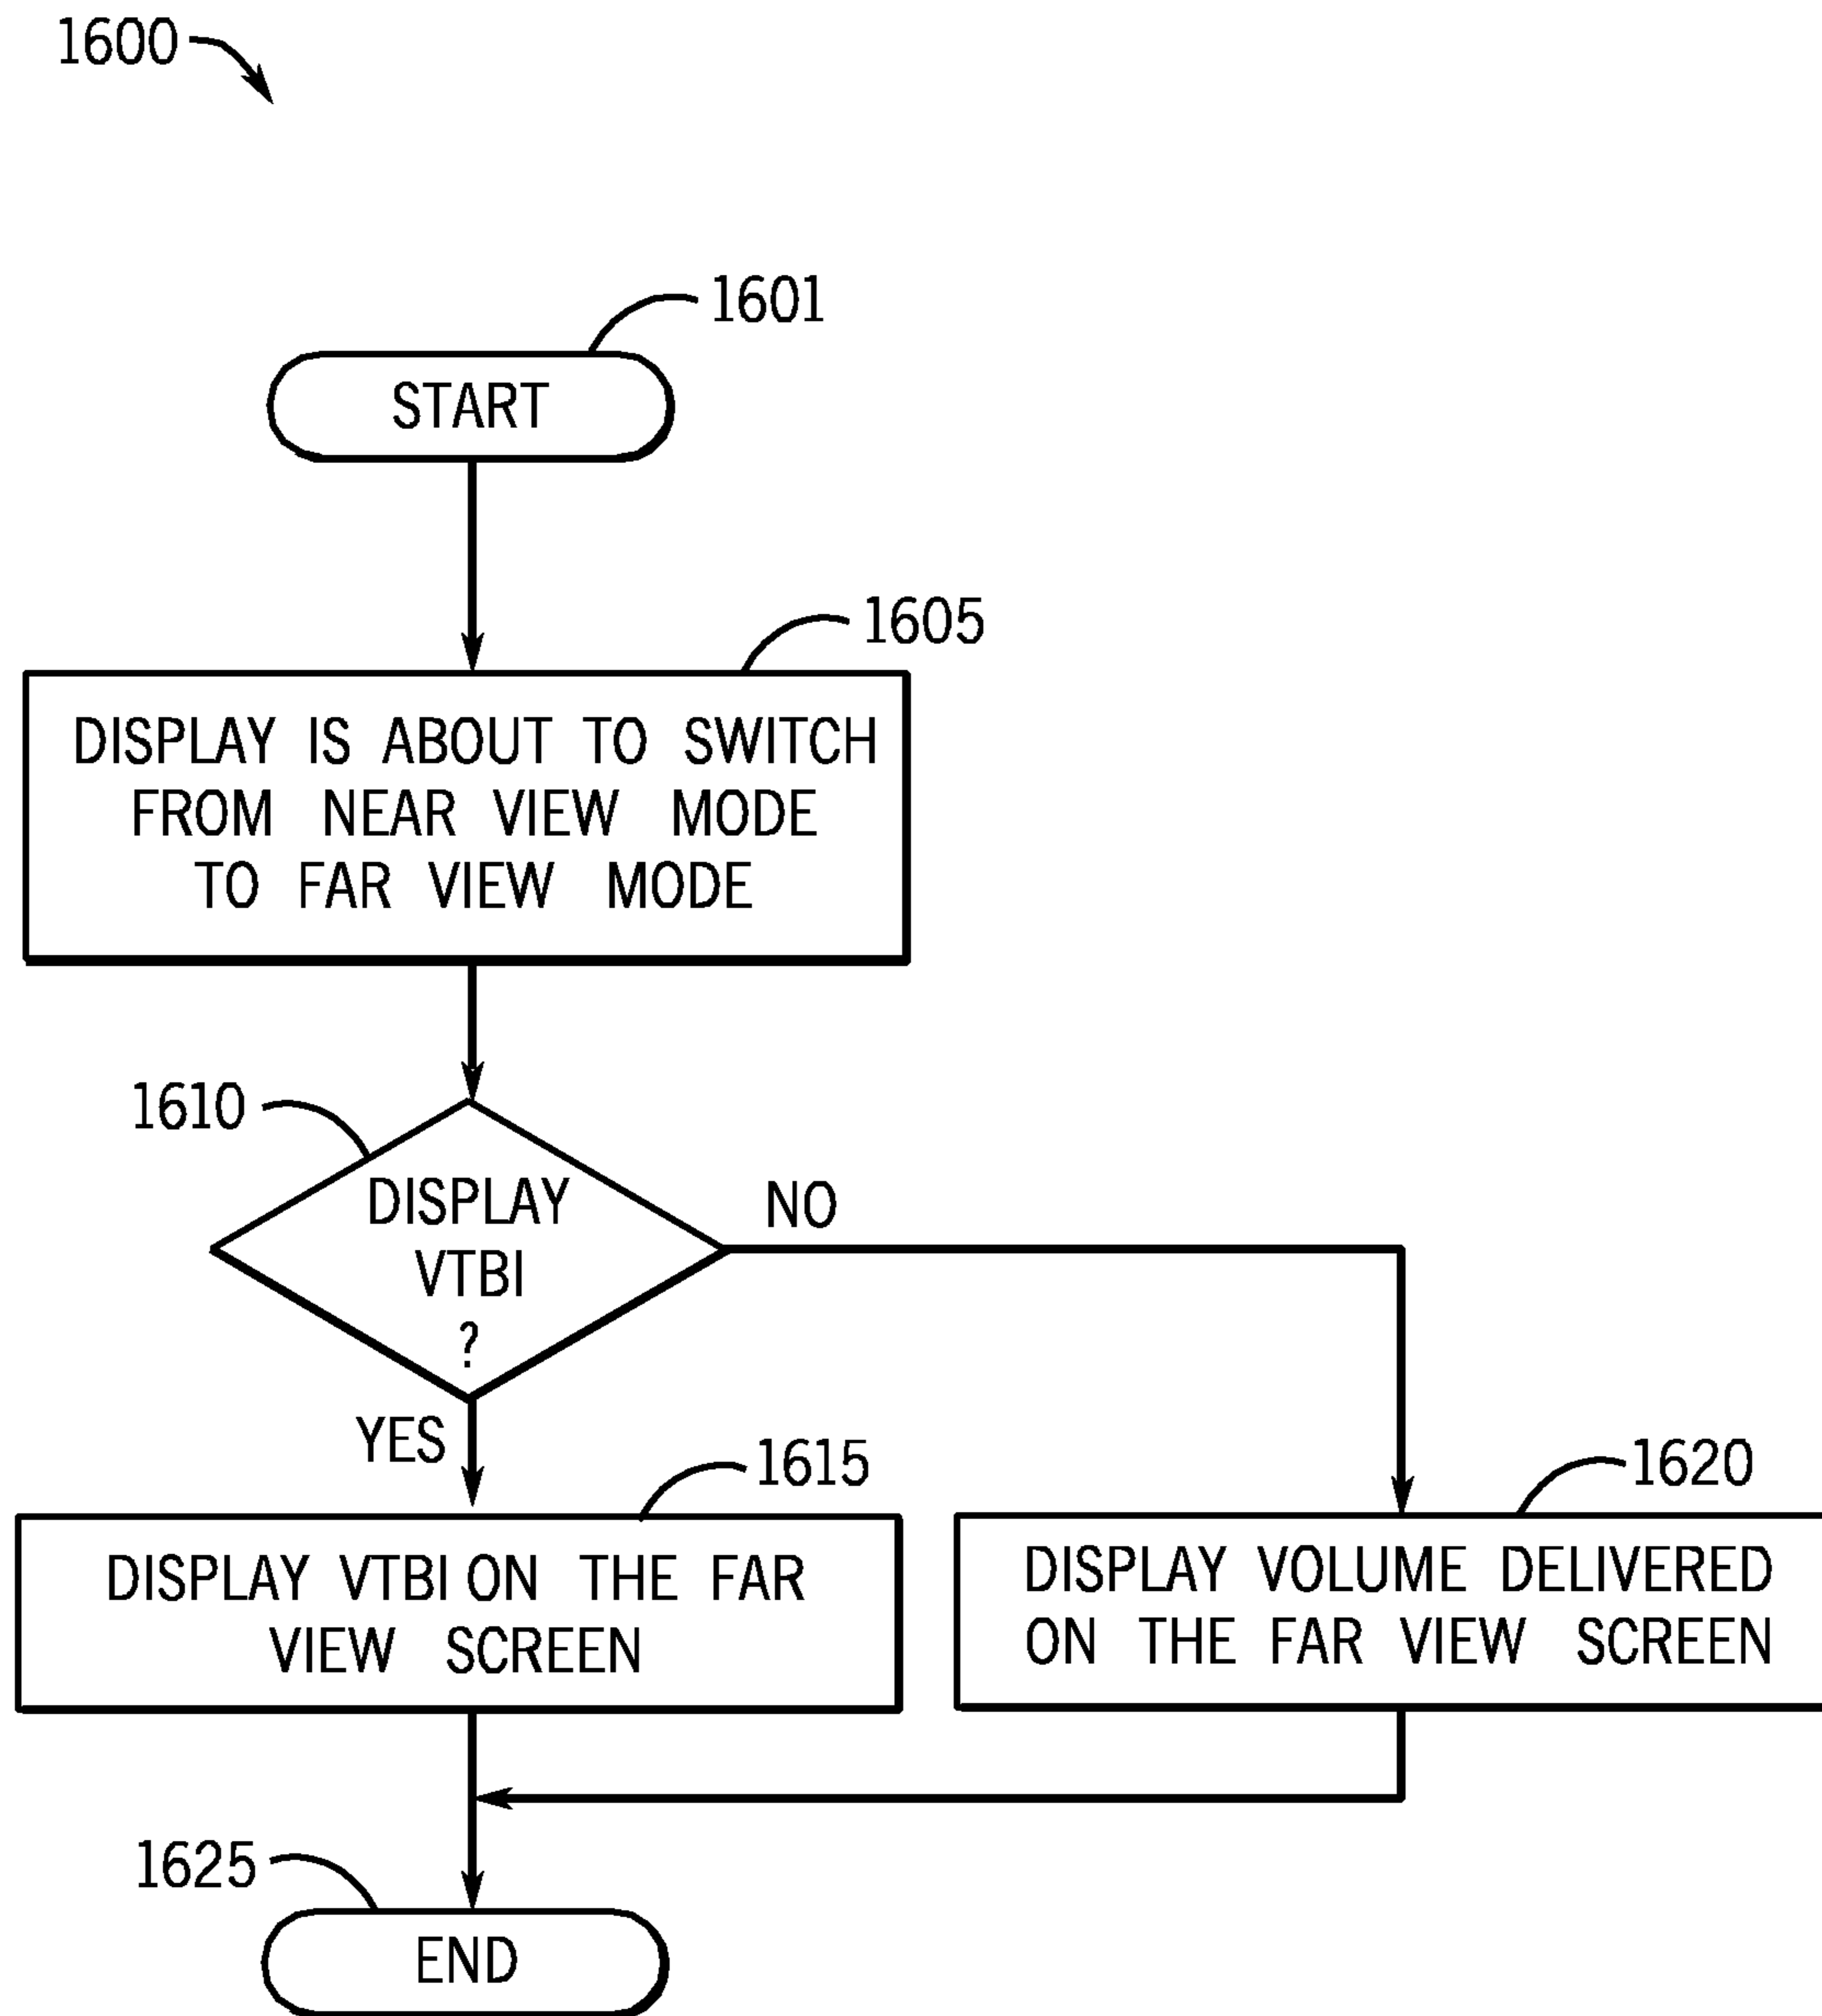 1600
1601
START
1605
DISPLAY IS ABOUT TO SWITCH
FROM NEAR VIEW MODE
TO FAR VIEW MODE
1610
DISPLAY
VTBI
?
NO
YES
1615
DISPLAY VTBI ON THE FAR
VIEW SCREEN
1620
DISPLAY VOLUME DELIVERED
ON THE FAR VIEW SCREEN
1625
END